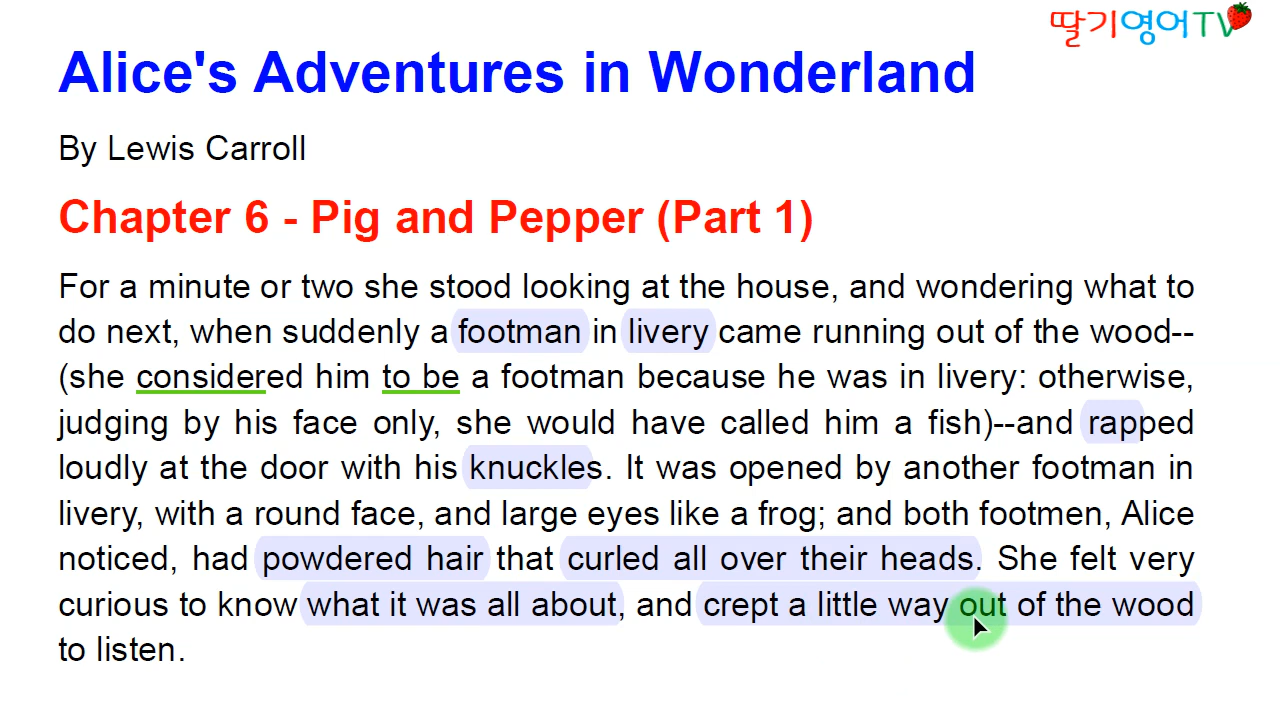 딸기영어TV
Alice's Adventures in Wonderland
By Lewis Carroll
Chapter 6 - Pig and Pepper (Part 1)
For a minute or two she stood looking at the house, and wondering what to
do next, when suddenly a footman in livery came running out of the wood--
(she considered him to be a footman because he was in livery: otherwise,
judging by his face only, she would have called him a fish)--and rapped
loudly at the door with his knuckles. It was opened by another footman in
livery, with a round face, and large eyes like a frog; and both footmen, Alice
noticed, had powdered hair that curled all over their heads. She felt very
curious to know what it was all about, and crept a little way out of the wood
to listen.